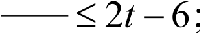 —— ≤ 2t − 6;